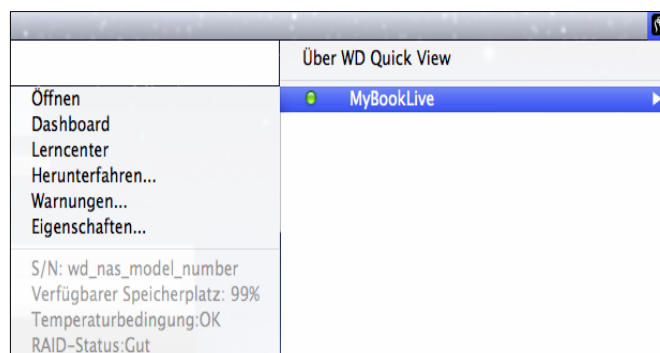 Über WD Quick View
MyBookLive
Öffnen
Dashboard
Lerncenter
Herunterfahren...
Warnungen...
Eigenschaften...
S/N: wd_nas_model_number
Verfügbarer Speicherplatz: 99%
Temperaturbedingung:OK
RAID-Status:Gut